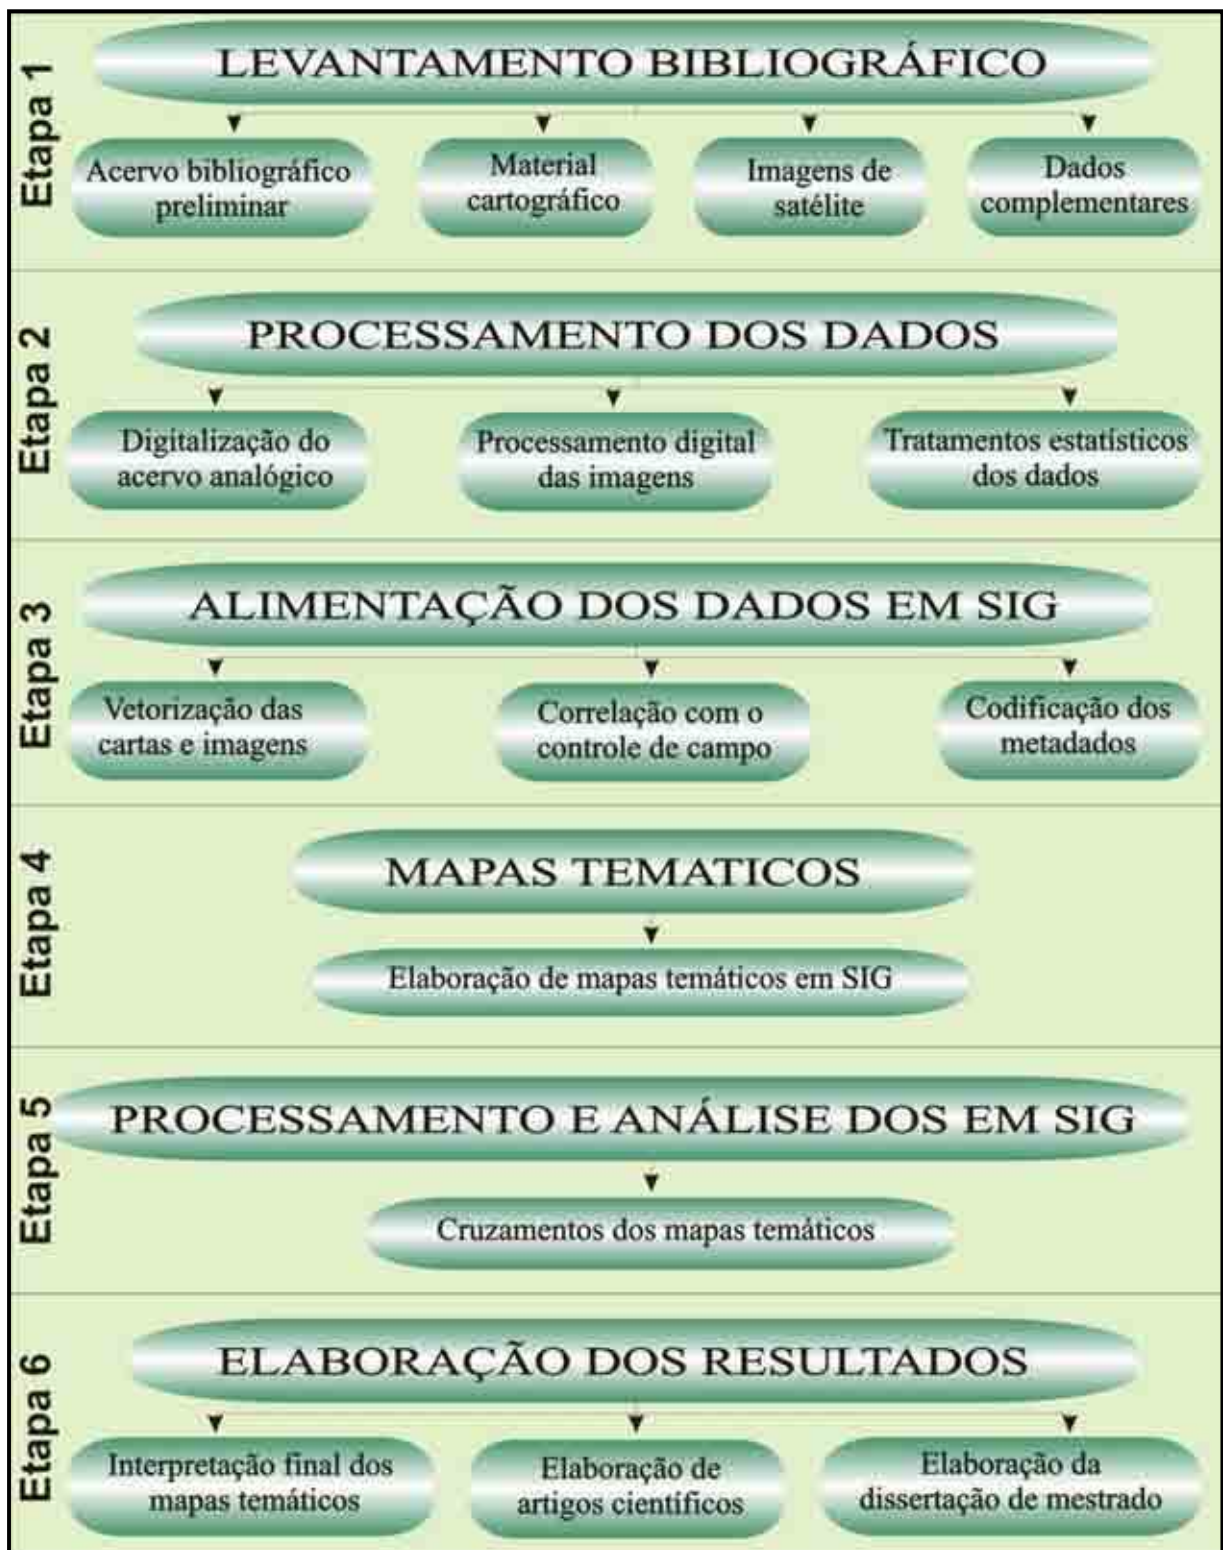 Etapa 1
LEVANTAMENTO BIBLIOGRÁFICO
Acervo bibliográfico
preliminar
Material
cartográfico
Imagens de
satélite
Dados
complementares
Etapa 2
PROCESSAMENTO DOS DADOS
Digitalização do
acervo analógico
Processamento digital
das imagens
Tratamentos estatísticos
dos dados
Etapa 3
ALIMENTAÇÃO DOS DADOS EM SIG
Vetorização das
cartas e imagens
Correlação com o
controle de campo
Codificação dos
metadados
Etapa 4
MAPAS TEMATICOS
Elaboração de mapas temáticos em SIG
Etapa 5
PROCESSAMENTO E ANÁLISE DOS EM SIG
Cruzamentos dos mapas temáticos
Etapa 6
ELABORAÇÃO DOS RESULTADOS
Interpretação final dos
mapas temáticos
Elaboração de
artigos científicos
Elaboração da
dissertação de mestrado